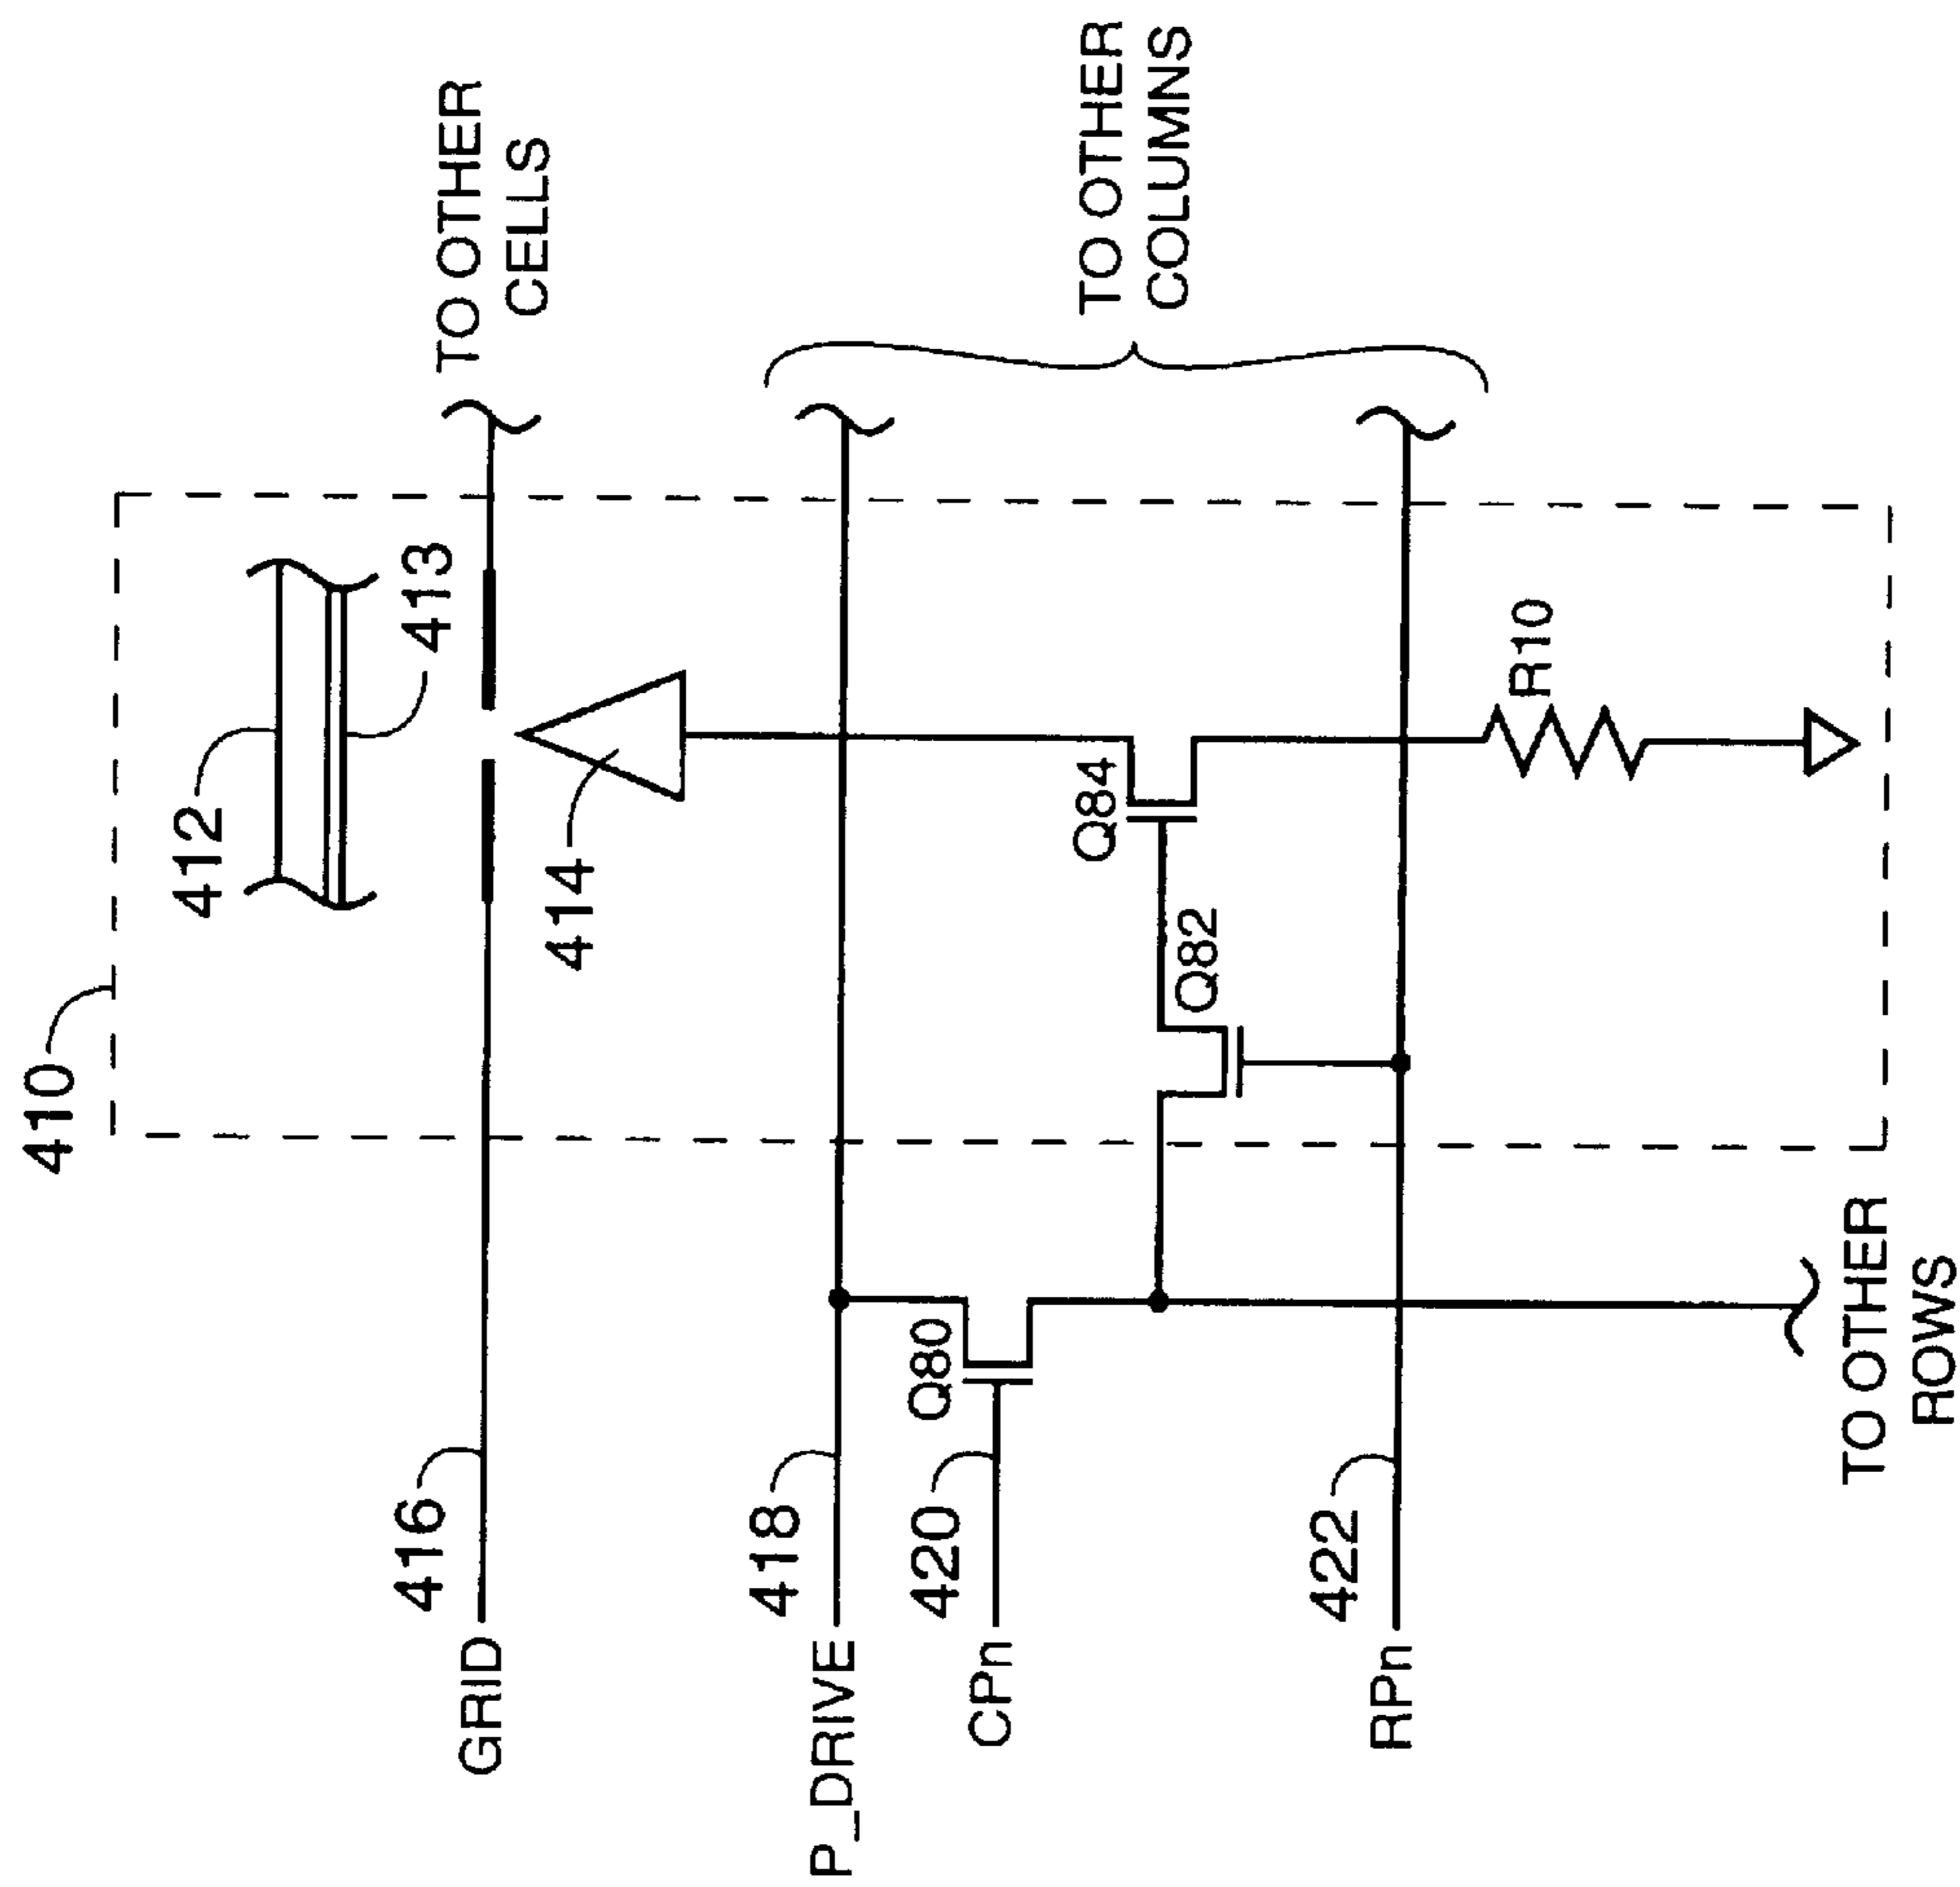 410
412
413
TO OTHER
CELLS
416
GRID
414
418
P_DRIVE
Q80
420
CPn
Q84
Q82
TO OTHER
COLUMNS
422
RPn
R10
TO OTHER
ROWS